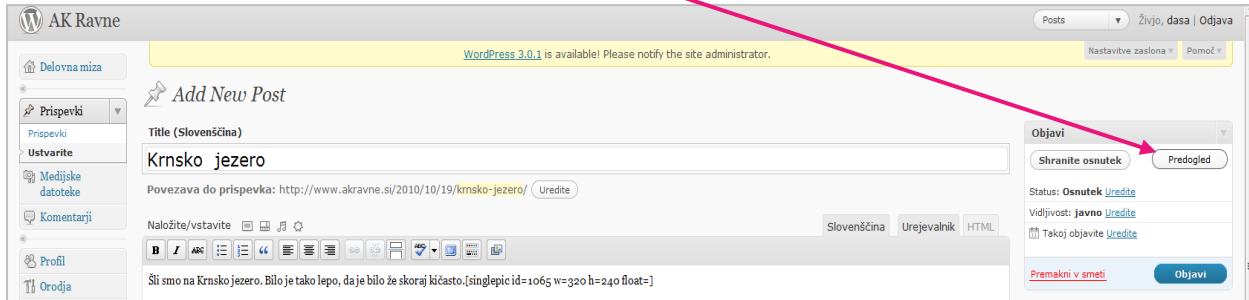 AK Ravne
Posts
Živjo, dasa | Odjava
WordPress 3.0.1 is available! Please notify the site administrator.
Nastavitve zaslona
Pomoč
Delovna miza
Prispevki
Prispevki
Ustvarite
Medijske
datoteke
Komentarji
Profil
Orodja
Add New Post
Title (Slovenščina)
Krnsko jezero
Povezava do prispevka: http://www.akravne.si/2010/10/19/krnsko-jezero/ Uredite
Naložite/vstavite
Slovenščina
Urejevalnik
HTML
B I ABC
Šli smo na Krnsko jezero. Bilo je tako lepo, da je bilo že skoraj kičasto.[singlepic id=1065 w=320 h=240 float=]
Objavi
Shranite osnutek
Predogled
Status: Osnutek Uredite
Vidljivost: javno Uredite
Takoj objavite Uredite
Premakni v smeti
Objavi